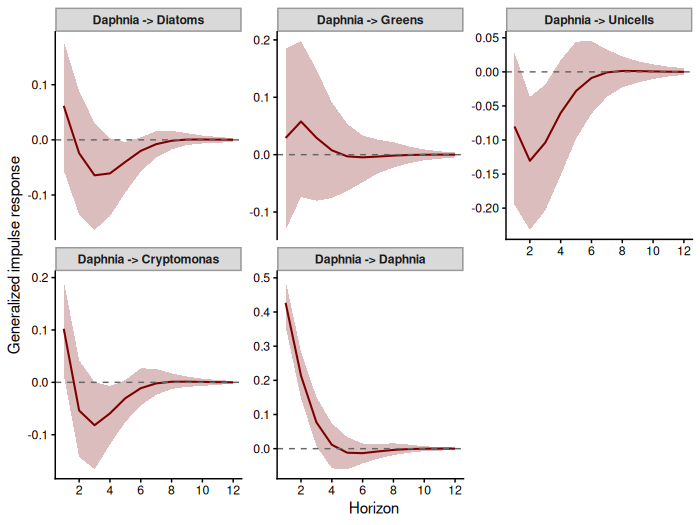 Daphnia -> Diatoms
Daphnia -> Greens
Daphnia -> Unicells
0.1
0.0
-0.1
0.2
0.1
0.0
-0.1
0.05
0.00
-0.05
-0.10
-0.15
-0.20
2 4 6 8 10 12
Generalized impulse response
Daphnia -> Cryptomonas
Daphnia -> Daphnia
0.2
0.1
0.0
-0.1
0.5
0.4
0.3
0.2
0.1
0.0
2 4 6 8 10 12
2 4 6 8 10 12
Horizon